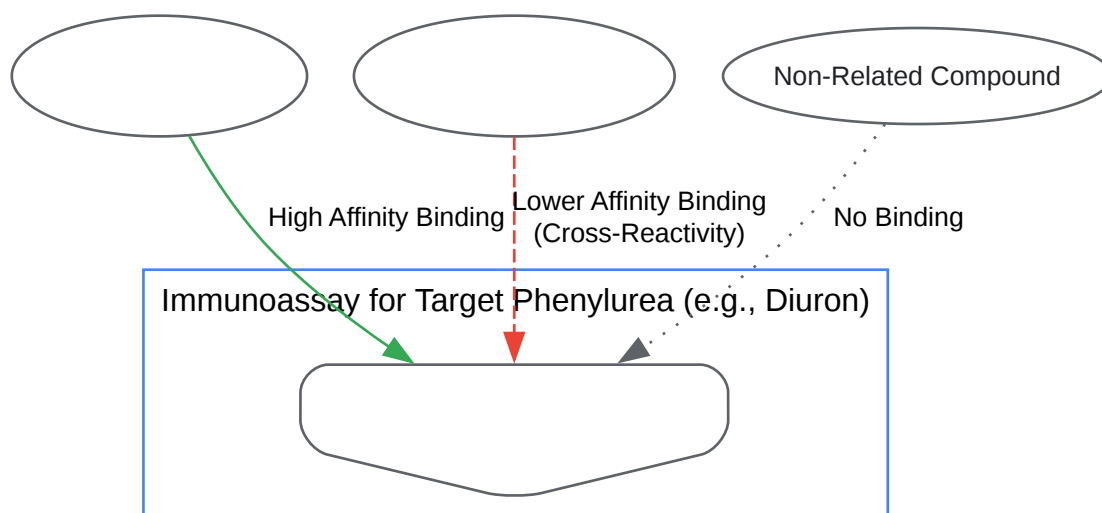 Non-Related Compound
High Affinity Binding
Lower Affinity Binding
(Cross-Reactivity)
No Binding
Immunoassay for Target Phenylurea (e.g., Diuron)